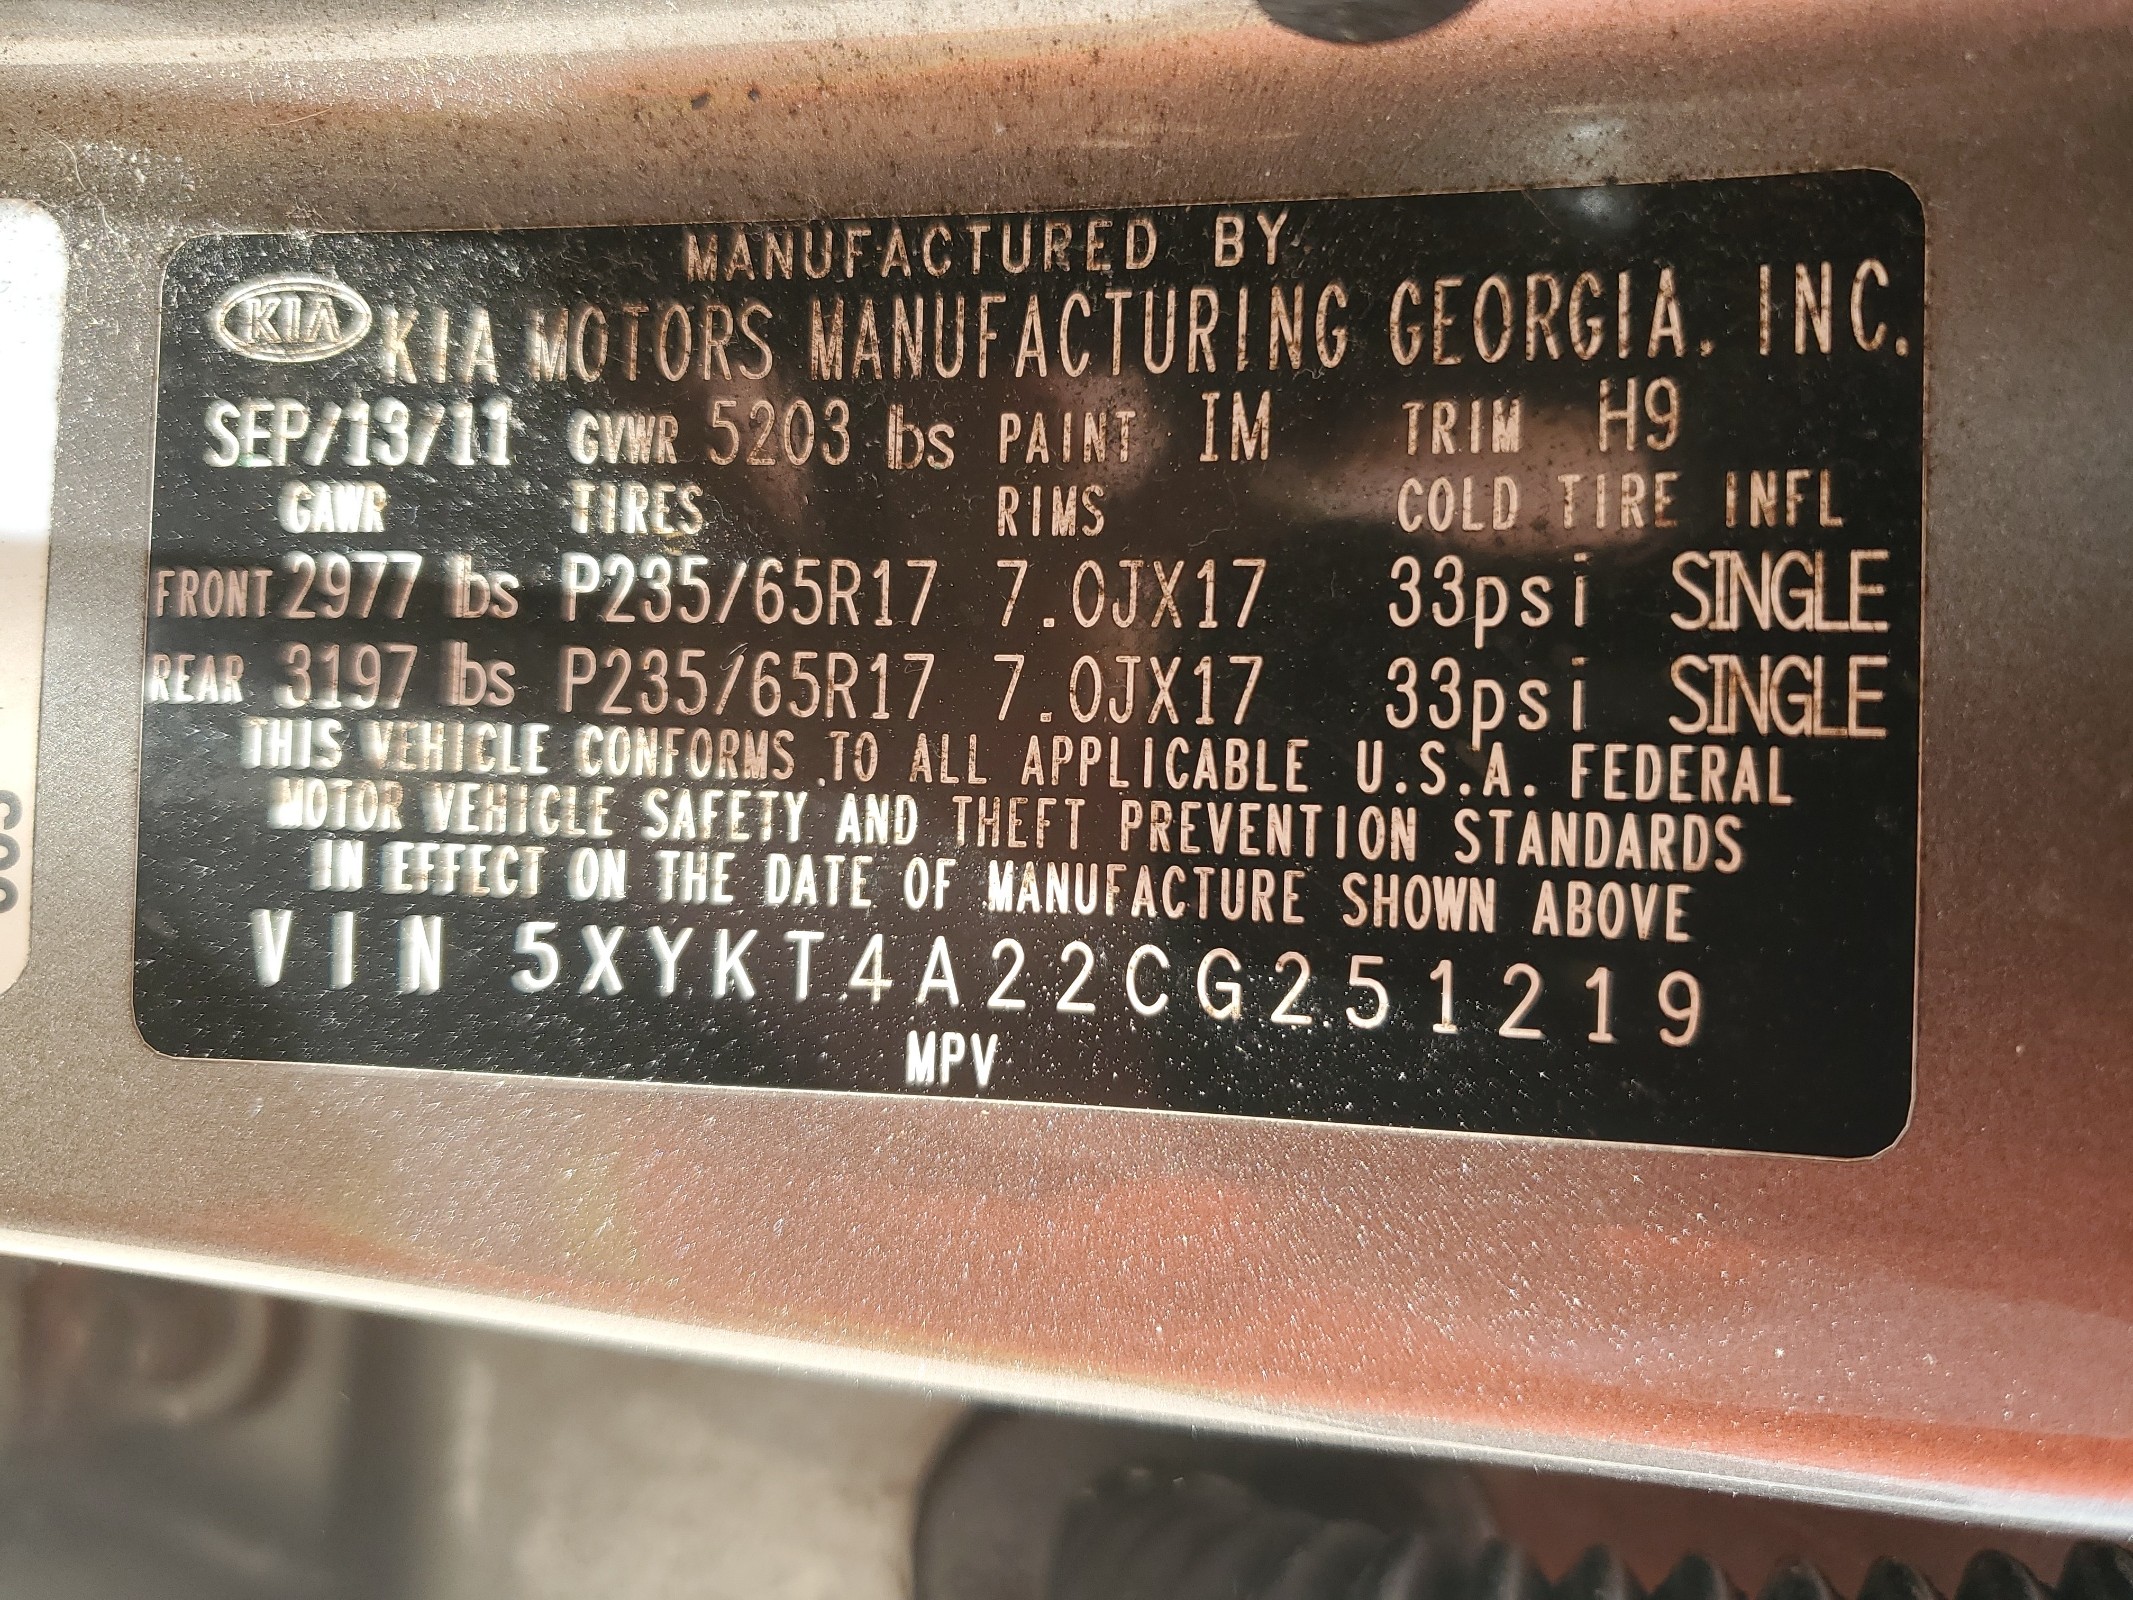 MANUFACTURED BY
KIA KIA MOTORS MANUFACTURING GEORGIA, INC.
SEP/13/11 GVWR 5203 lbs PAINT IM TRIM H9
GAWR TIRES RIMS COLD TIRE INFL
FRONT 2977 lbs P235/65R17 7.0JX17 33psi SINGLE
REAR 3197 lbs P235/65R17 7.0JX17 33psi SINGLE
THIS VEHICLE CONFORMS TO ALL APPLICABLE U.S.A. FEDERAL
MOTOR VEHICLE SAFETY AND THEFT PREVENTION STANDARDS
IN EFFECT ON THE DATE OF MANUFACTURE SHOWN ABOVE
VIN 5XYKT4A22CG251219
MPV